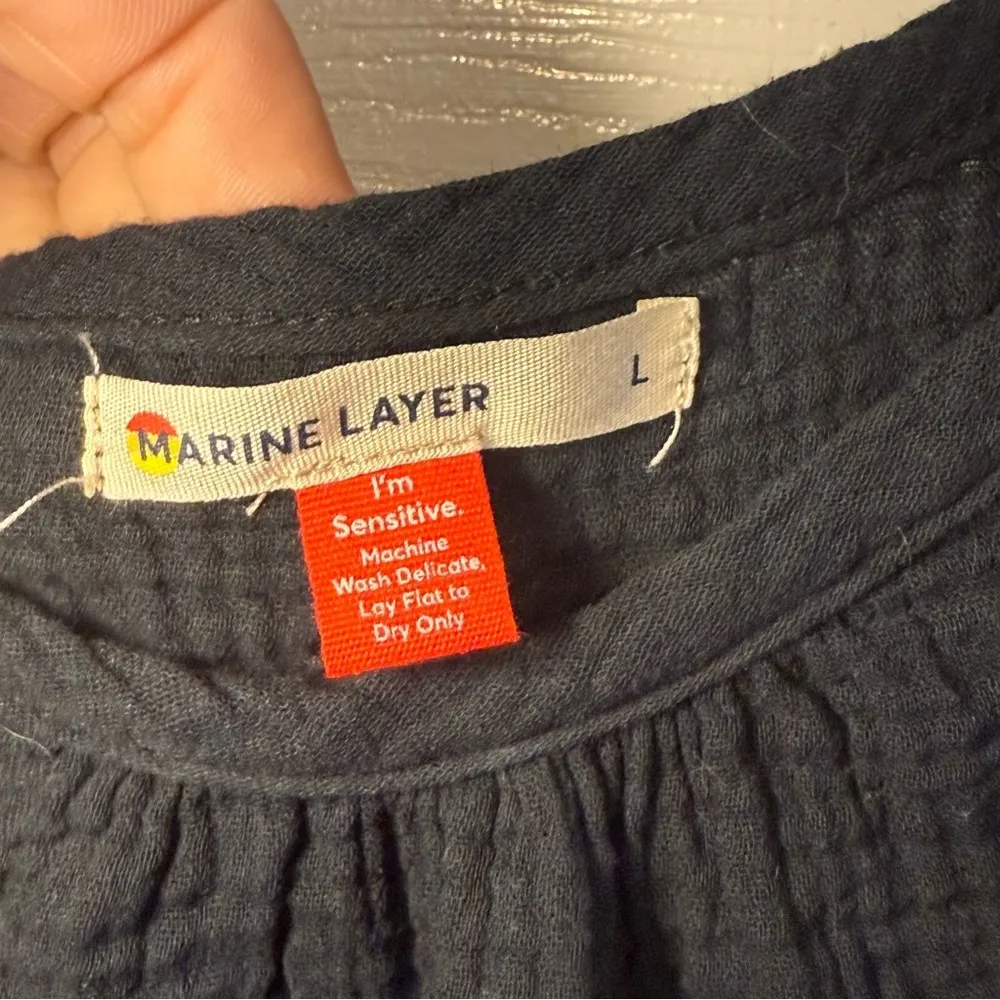 MARINE LAYER L
I'm
Sensitive.
Machine
Wash Delicate,
Lay Flat to
Dry Only